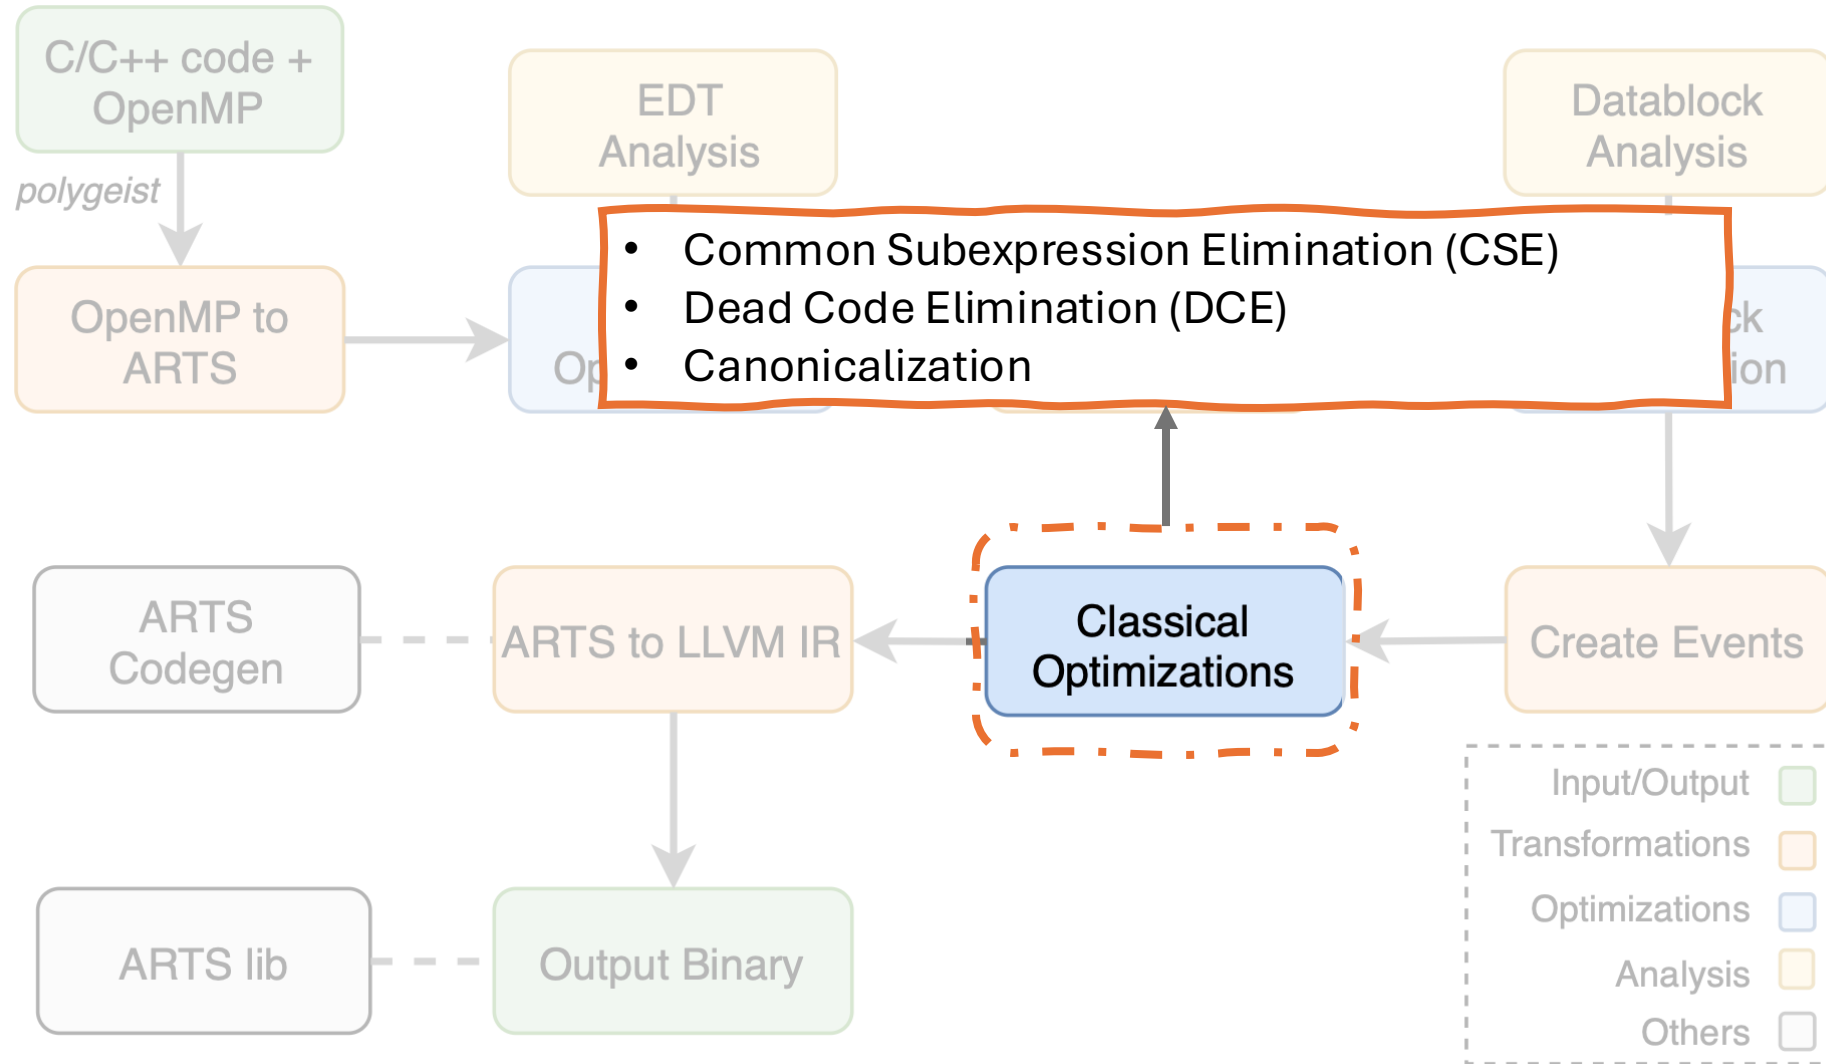 C/C++ code +
OpenMP
EDT
Analysis
Datablock
Analysis
polygeist
• Common Subexpression Elimination (CSE)
• Dead Code Elimination (DCE)
• Canonicalization
OpenMP to
ARTS
ARTS
Codegen
ARTS to LLVM IR
Classical
Optimizations
Create Events
ARTS lib
Output Binary
Input/Output
Transformations
Optimizations
Analysis
Others